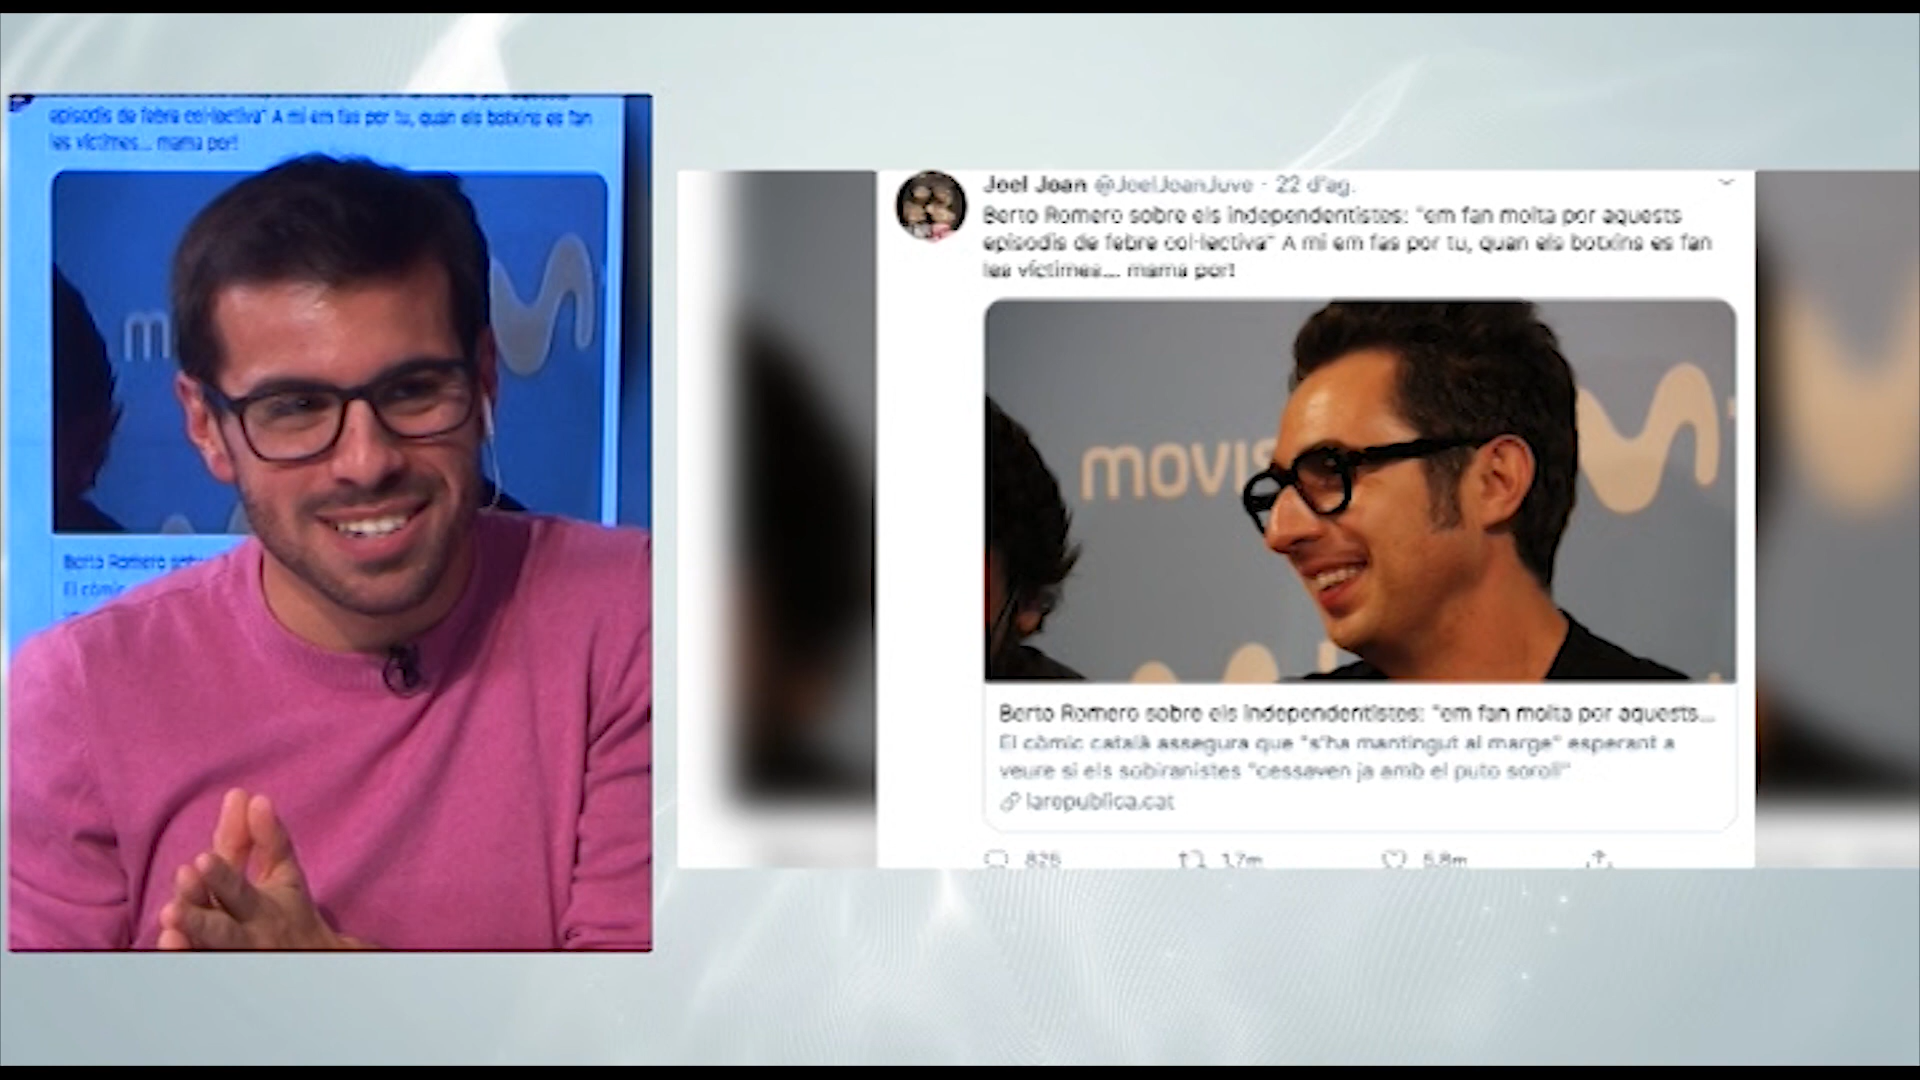 episodis de febre col·lectiva" A mi em fas por tu, quan els botxins es fan
les víctimes... mama por!
m
Berto Romero sobr
El còmic
Joel Joan @JoelJoanJuve · 22 d'ag.
Berto Romero sobre els independentistes: "em fan molta por aquests
episodis de febre col·lectiva" A mi em fas por tu, quan els botxins es fan
les víctimes... mama por!
movis
Berto Romero sobre els independentistes: "em fan molta por aquests...
El còmic català assegura que "s'ha mantingut al marge" esperant a
veure si els sobiranistes "cessaven ja amb el puto soroll"
larepublica.cat
825 1,7m 5,8m